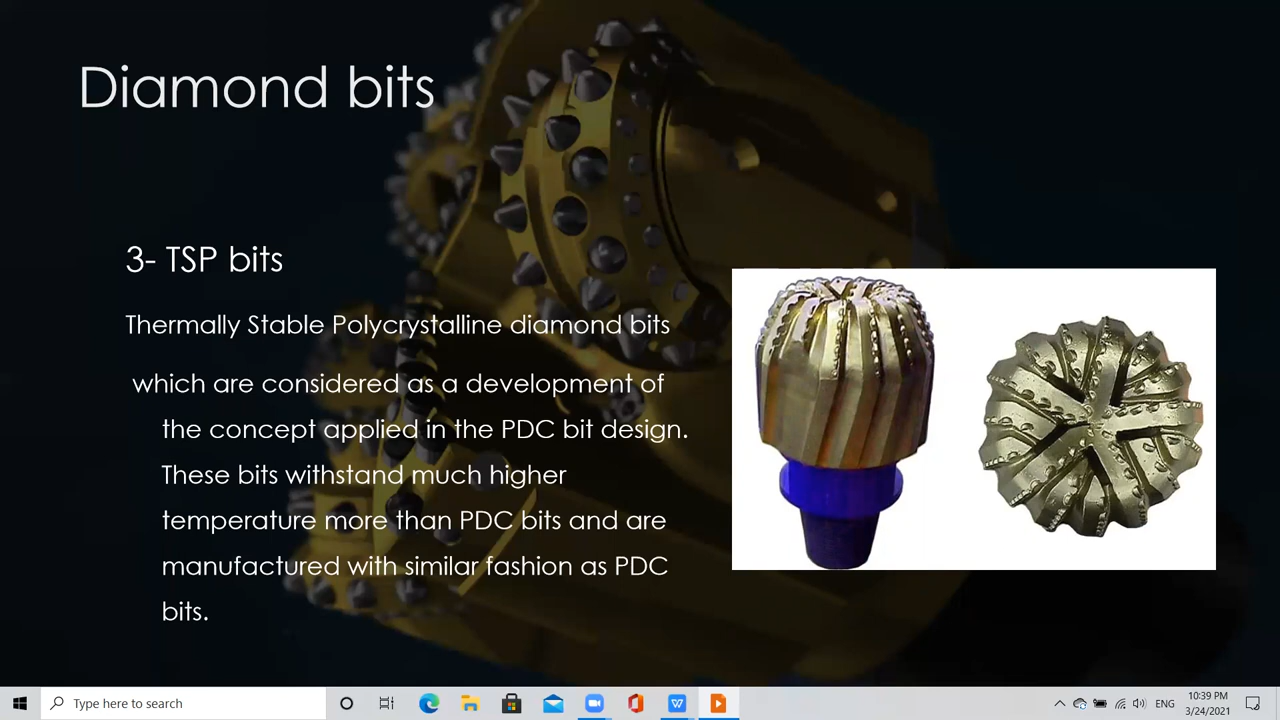 Diamond bits
3- TSP bits
Thermally Stable Polycrystalline diamond bits
which are considered as a development of
the concept applied in the PDC bit design.
These bits withstand much higher
temperature more than PDC bits and are
manufactured with similar fashion as PDC
bits.
Type here to search
ENG
10:39 PM
3/24/2021